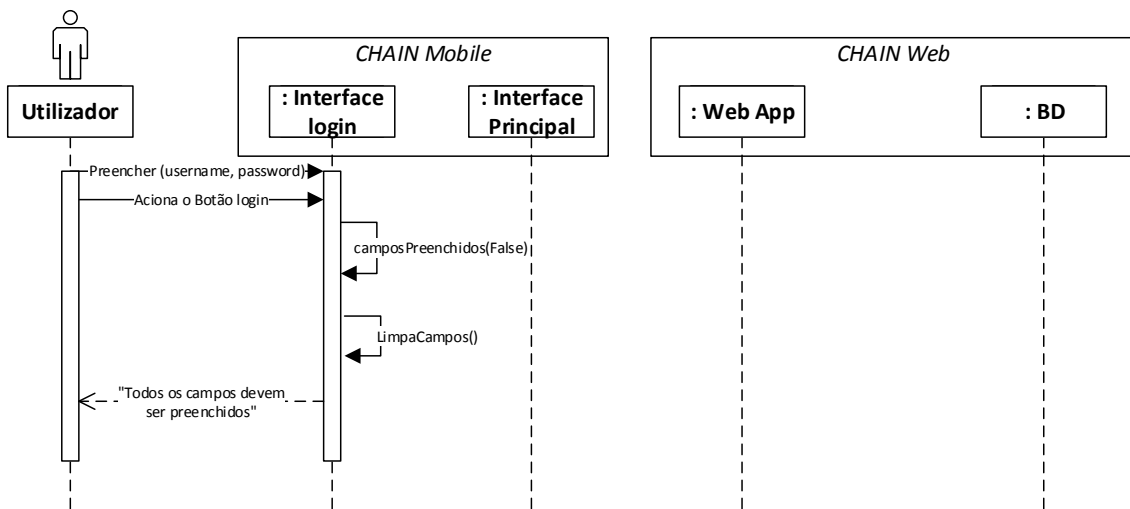 CHAIN Mobile
CHAIN Web
Utilizador
: Interface
login
: Interface
Principal
: Web App
: BD
Preencher (username, password)
Aciona o Botão login
camposPreenchidos(False)
LimpaCampos()
"Todos os campos devem
ser preenchidos"